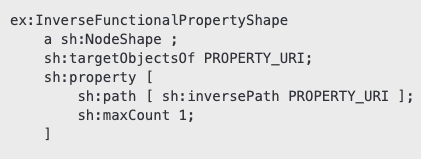 ex:InverseFunctionalPropertyShape
    a sh:NodeShape ;
    sh:targetObjectsOf PROPERTY_URI;
    sh:property [
        sh:path [ sh:inversePath PROPERTY_URI ];
        sh:maxCount 1;
    ]